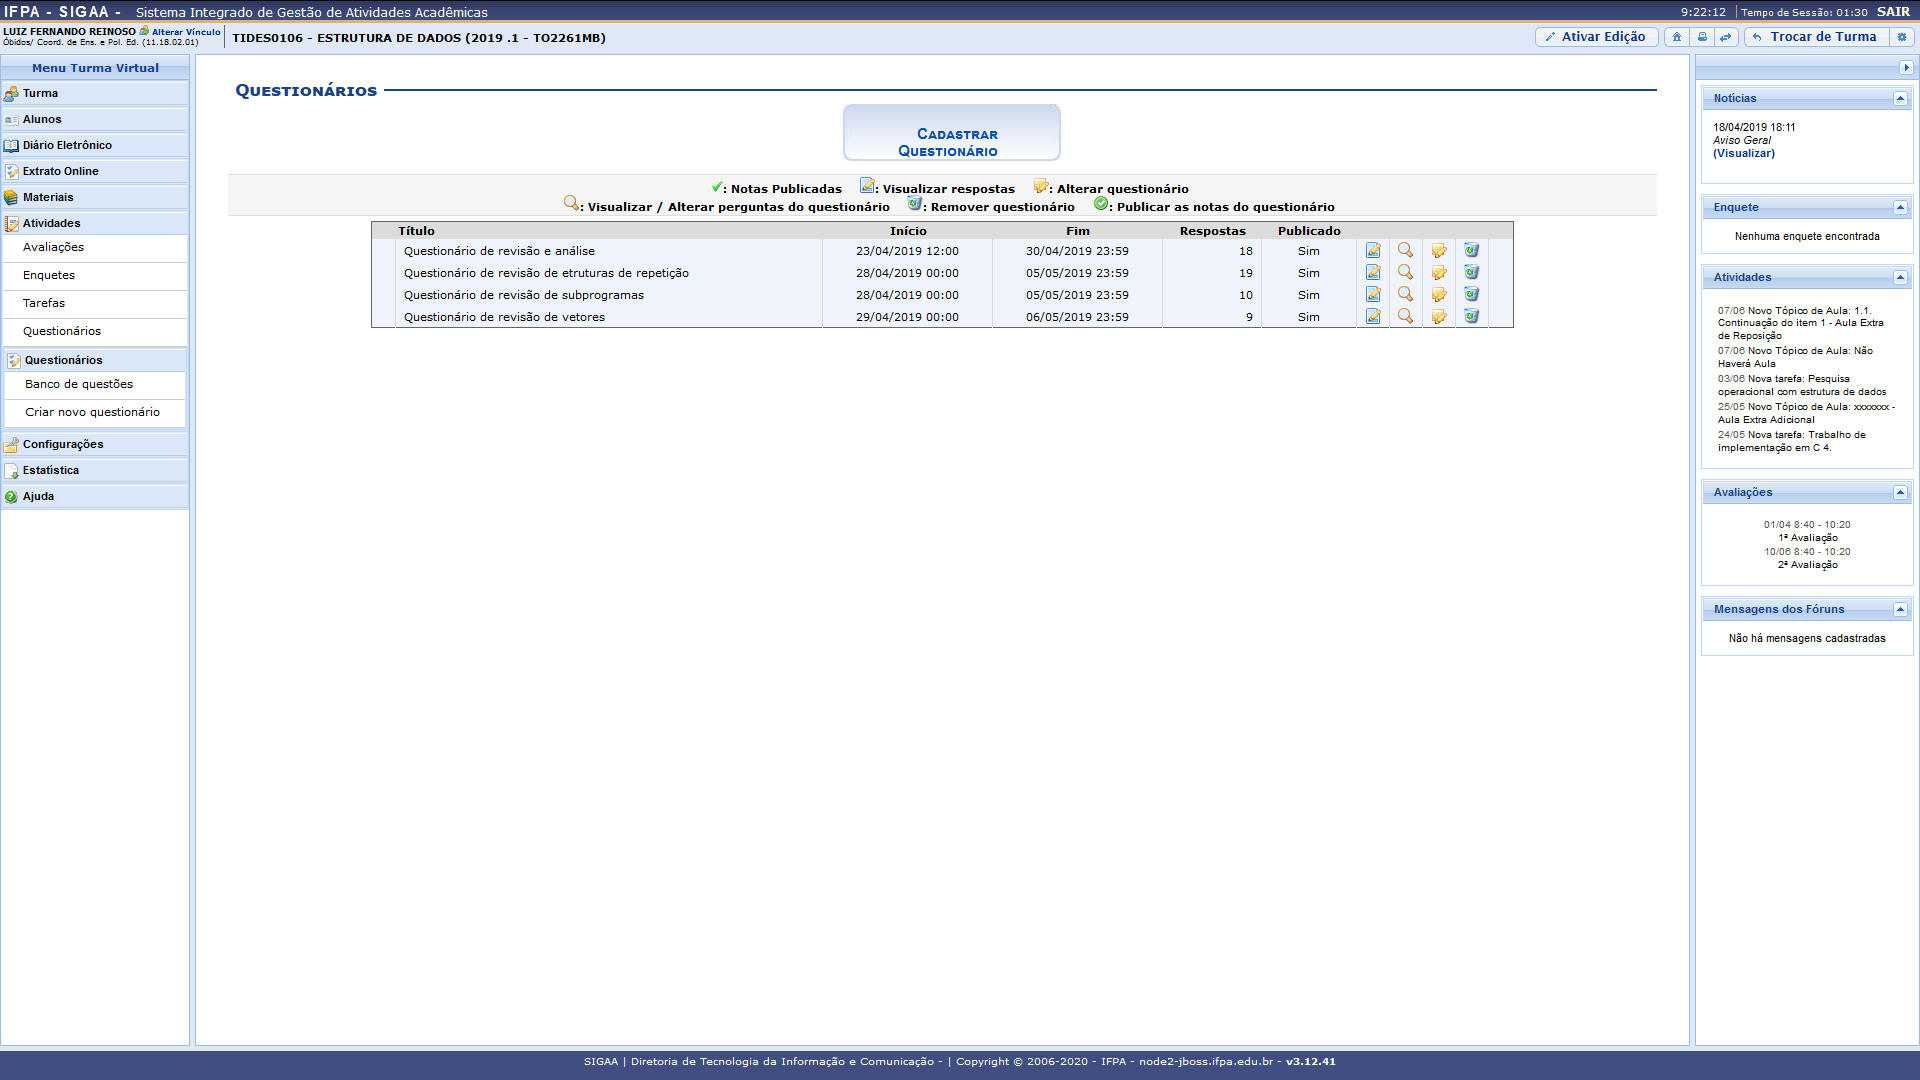 IFPA - SIGAA - Sistema Integrado de Gestão de Atividades Acadêmicas
9:22:12 Tempo de Sessão: 01:30 SAIR
LUIZ FERNANDO REINOSO Alterar Vínculo
Óbidos/ Coord. de Ens. e Pol. Ed. (11.18.02.01)
TIDES0106 - ESTRUTURA DE DADOS (2019 .1 - TO2261MB)
Ativar Edição
Trocar de Turma
Menu Turma Virtual
Turma
Alunos
Diário Eletrônico
Extrato Online
Materiais
Atividades
Avaliações
Enquetes
Tarefas
Questionários
Questionários
Banco de questões
Criar novo questionário
Configurações
Estatística
Ajuda
Questionários
Cadastrar
Questionário
: Notas Publicadas : Visualizar respostas : Alterar questionário
: Visualizar / Alterar perguntas do questionário : Remover questionário : Publicar as notas do questionário
Título Início Fim Respostas Publicado
Questionário de revisão e análise 23/04/2019 12:00 30/04/2019 23:59 18 Sim
Questionário de revisão de etruturas de repetição 28/04/2019 00:00 05/05/2019 23:59 19 Sim
Questionário de revisão de subprogramas 28/04/2019 00:00 05/05/2019 23:59 10 Sim
Questionário de revisão de vetores 29/04/2019 00:00 06/05/2019 23:59 9 Sim
Notícias
18/04/2019 18:11
Aviso Geral
(Visualizar)
Enquete
Nenhuma enquete encontrada
Atividades
07/06 Novo Tópico de Aula: 1.1.
Continuação do item 1 - Aula Extra
de Reposição
07/06 Novo Tópico de Aula: Não
Haverá Aula
03/06 Nova tarefa: Pesquisa
operacional com estrutura de dados
25/05 Novo Tópico de Aula: xxxxxxx -
Aula Extra Adicional
24/05 Nova tarefa: Trabalho de
implementação em C 4.
Avaliações
01/04 8:40 - 10:20
1ª Avaliação
10/06 8:40 - 10:20
2ª Avaliação
Mensagens dos Fóruns
Não há mensagens cadastradas
SIGAA | Diretoria de Tecnologia da Informação e Comunicação - | Copyright © 2006-2020 - IFPA - node2-jboss.ifpa.edu.br - v3.12.41